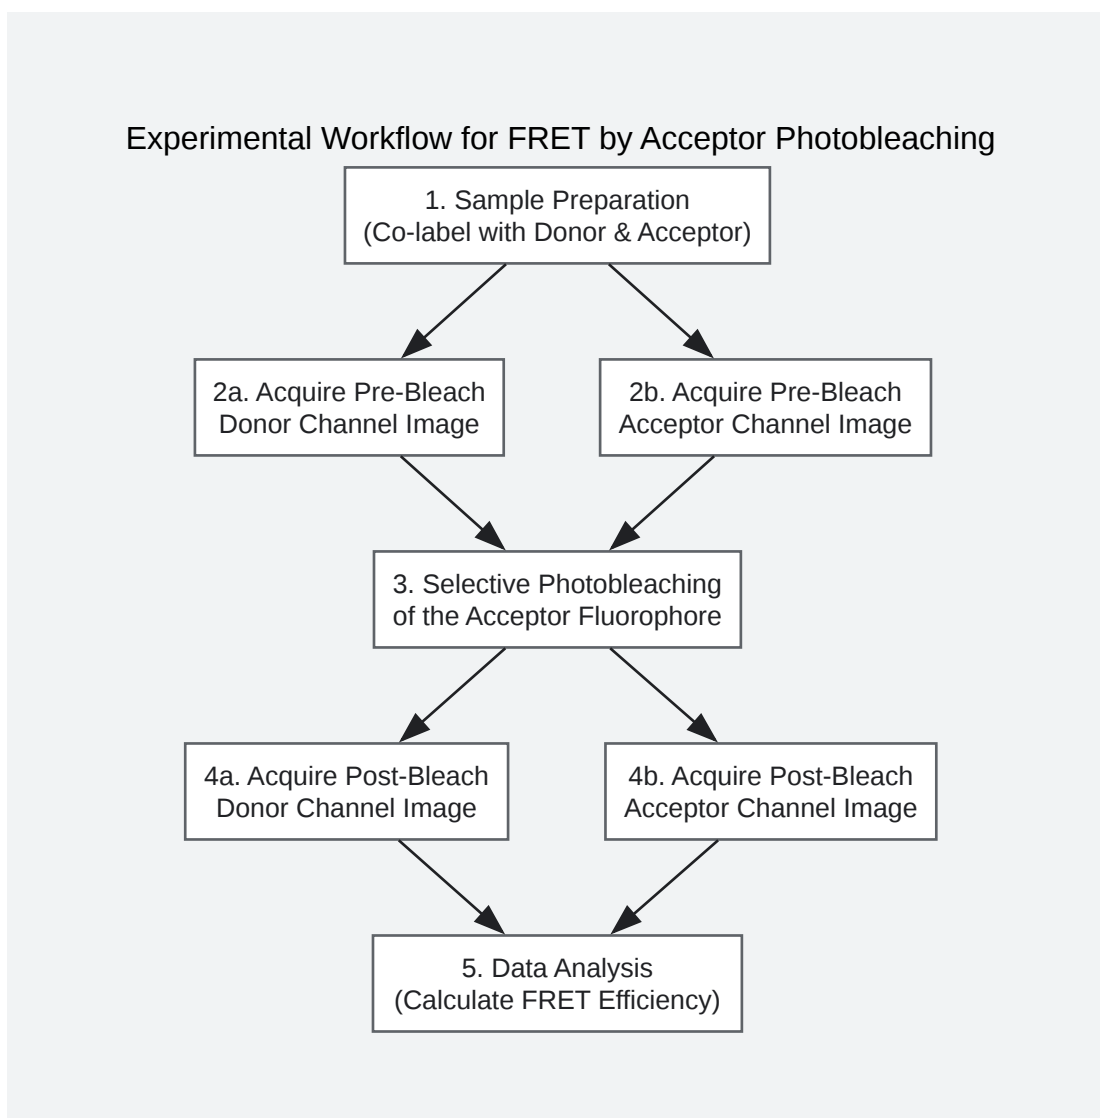 Experimental Workflow for FRET by Acceptor Photobleaching
1. Sample Preparation
(Co-label with Donor & Acceptor)
2a. Acquire Pre-Bleach
Donor Channel Image
2b. Acquire Pre-Bleach
Acceptor Channel Image
3. Selective Photobleaching
of the Acceptor Fluorophore
4a. Acquire Post-Bleach
Donor Channel Image
4b. Acquire Post-Bleach
Acceptor Channel Image
5. Data Analysis
(Calculate FRET Efficiency)